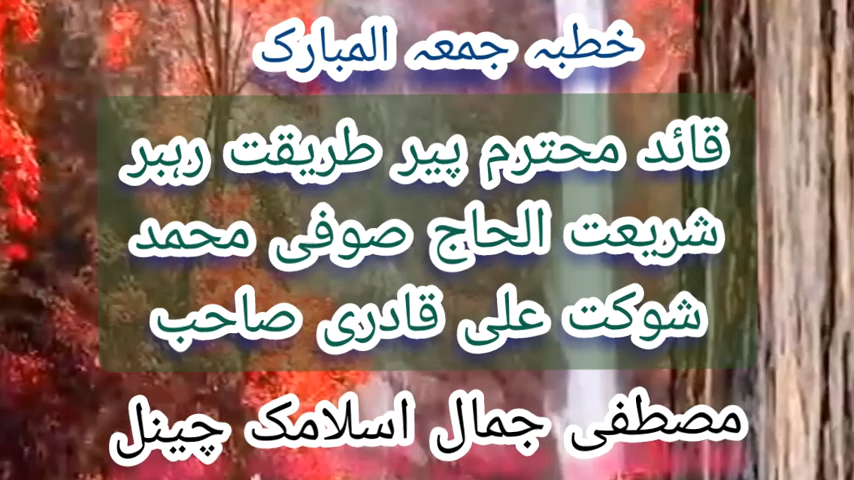 خطبہ جمعہ المبارک
قائد محترم پیر طریقت رہبر
شریعت الحاج صوفی محمد
شوکت علی قادری صاحب
مصطفی جمال اسلامک چینل